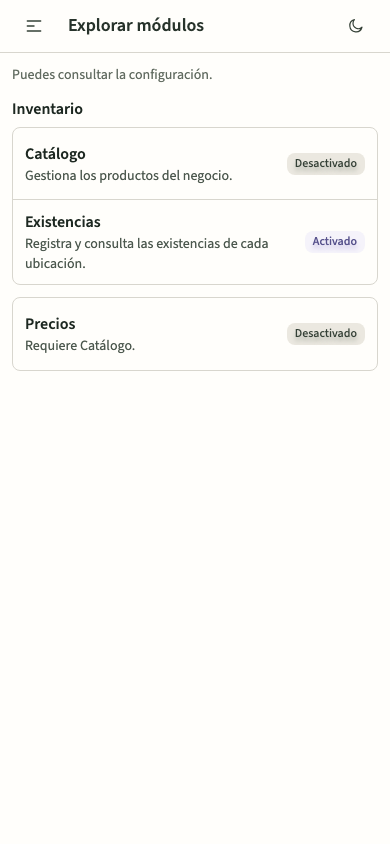 Explorar módulos
Puedes consultar la configuración.
Inventario
Catálogo
Gestiona los productos del negocio.
Desactivado
Existencias
Registra y consulta las existencias de cada
ubicación.
Activado
Precios
Requiere Catálogo.
Desactivado